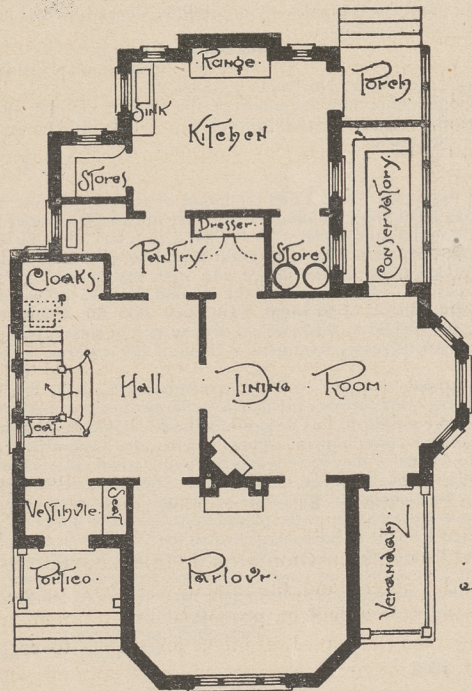 Range
Porch
Sink
Kitchen
Stores
Conservatory
Dresser
Pantry
Stores
Cloaks
Hall
Dining Room
Seat
Vestibule
Seat
Portico
Parlour
Verandah